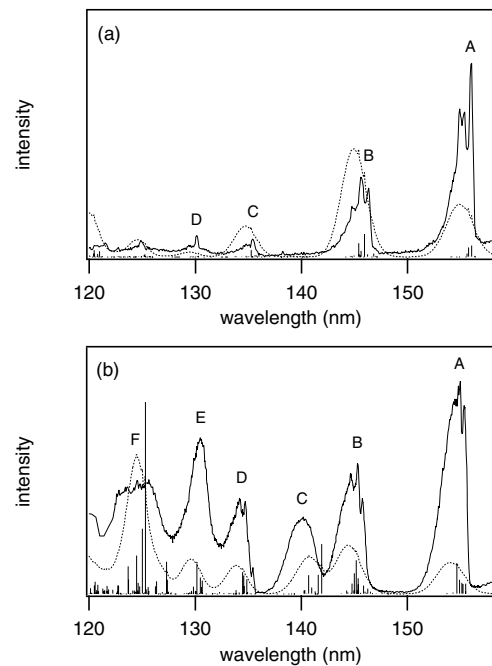 (a)
A
B
C
D
intensity
120 130 140 150
wavelength (nm)
(b)
A
B
C
D
E
F
intensity
120 130 140 150
wavelength (nm)